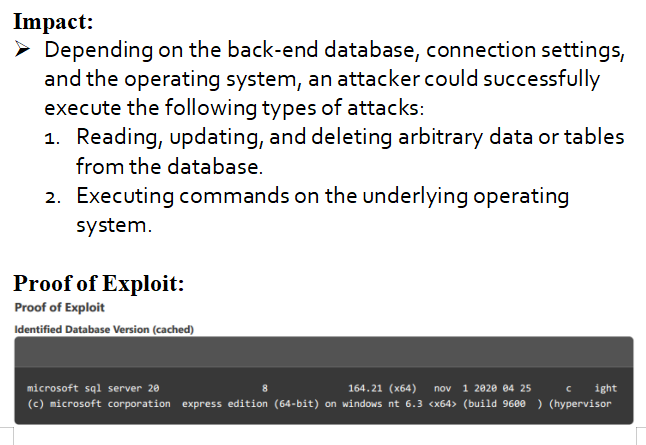 Impact:
➢ Depending on the back-end database, connection settings,
and the operating system, an attacker could successfully
execute the following types of attacks:
1. Reading, updating, and deleting arbitrary data or tables
from the database.
2. Executing commands on the underlying operating
system.
Proof of Exploit:
Proof of Exploit
Identified Database Version (cached)
microsoft sql server 20 8 164.21 (x64) nov 1 2020 04 25 c ight
(c) microsoft corporation express edition (64-bit) on windows nt 6.3 <x64> (build 9600 ) (hypervisor